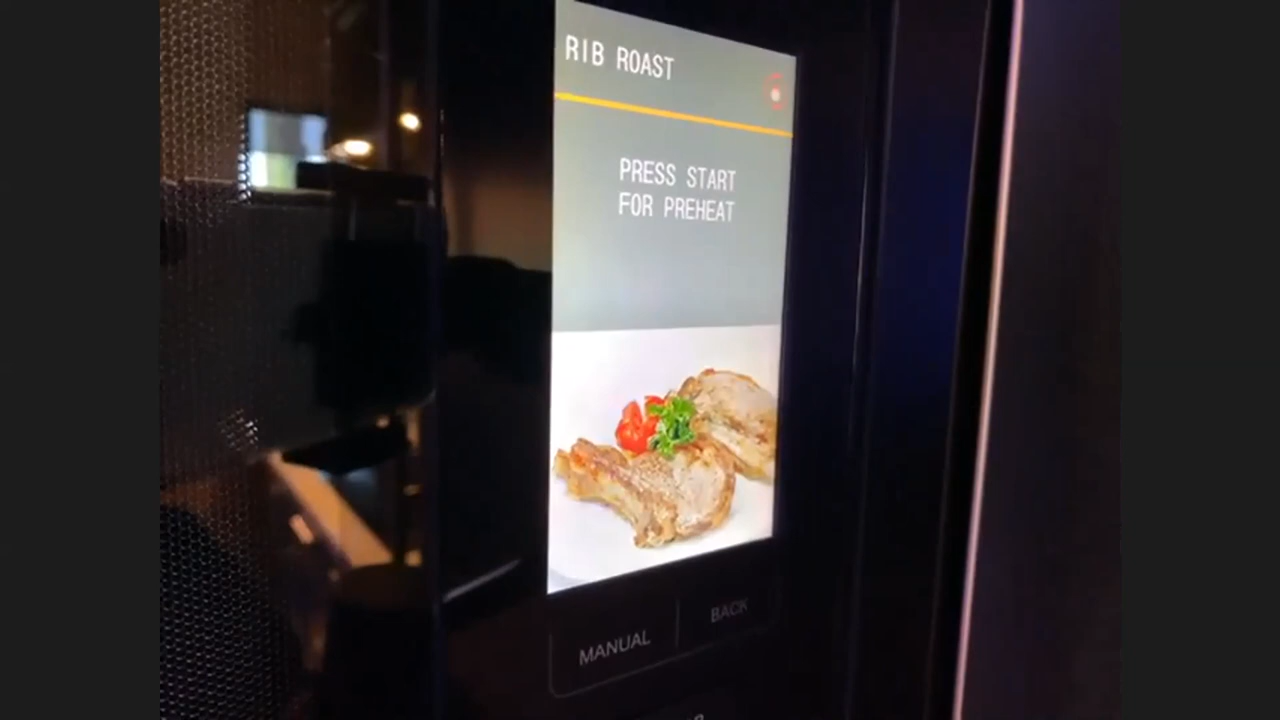 RIB ROAST
PRESS START
FOR PREHEAT
MANUAL
BACK